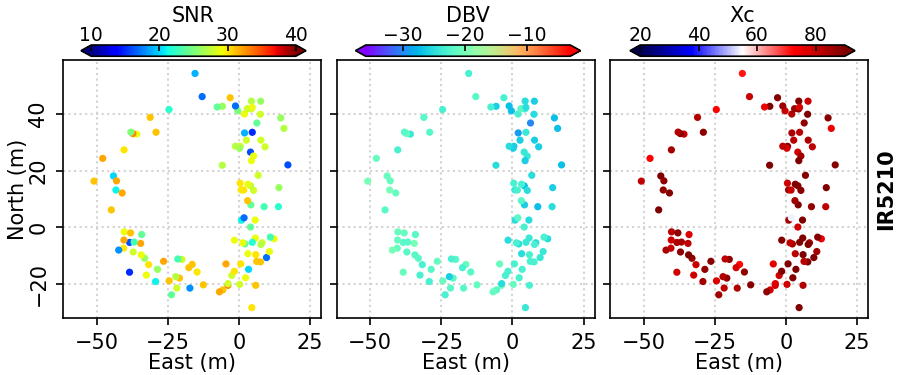 SNR DBV Xc
10 20 30 40 −30 −20 −10 20 40 60 80
North (m)
40
20
0
−20
IR5210
−50 −25 0 25 −50 −25 0 25 −50 −25 0 25
East (m) East (m) East (m)